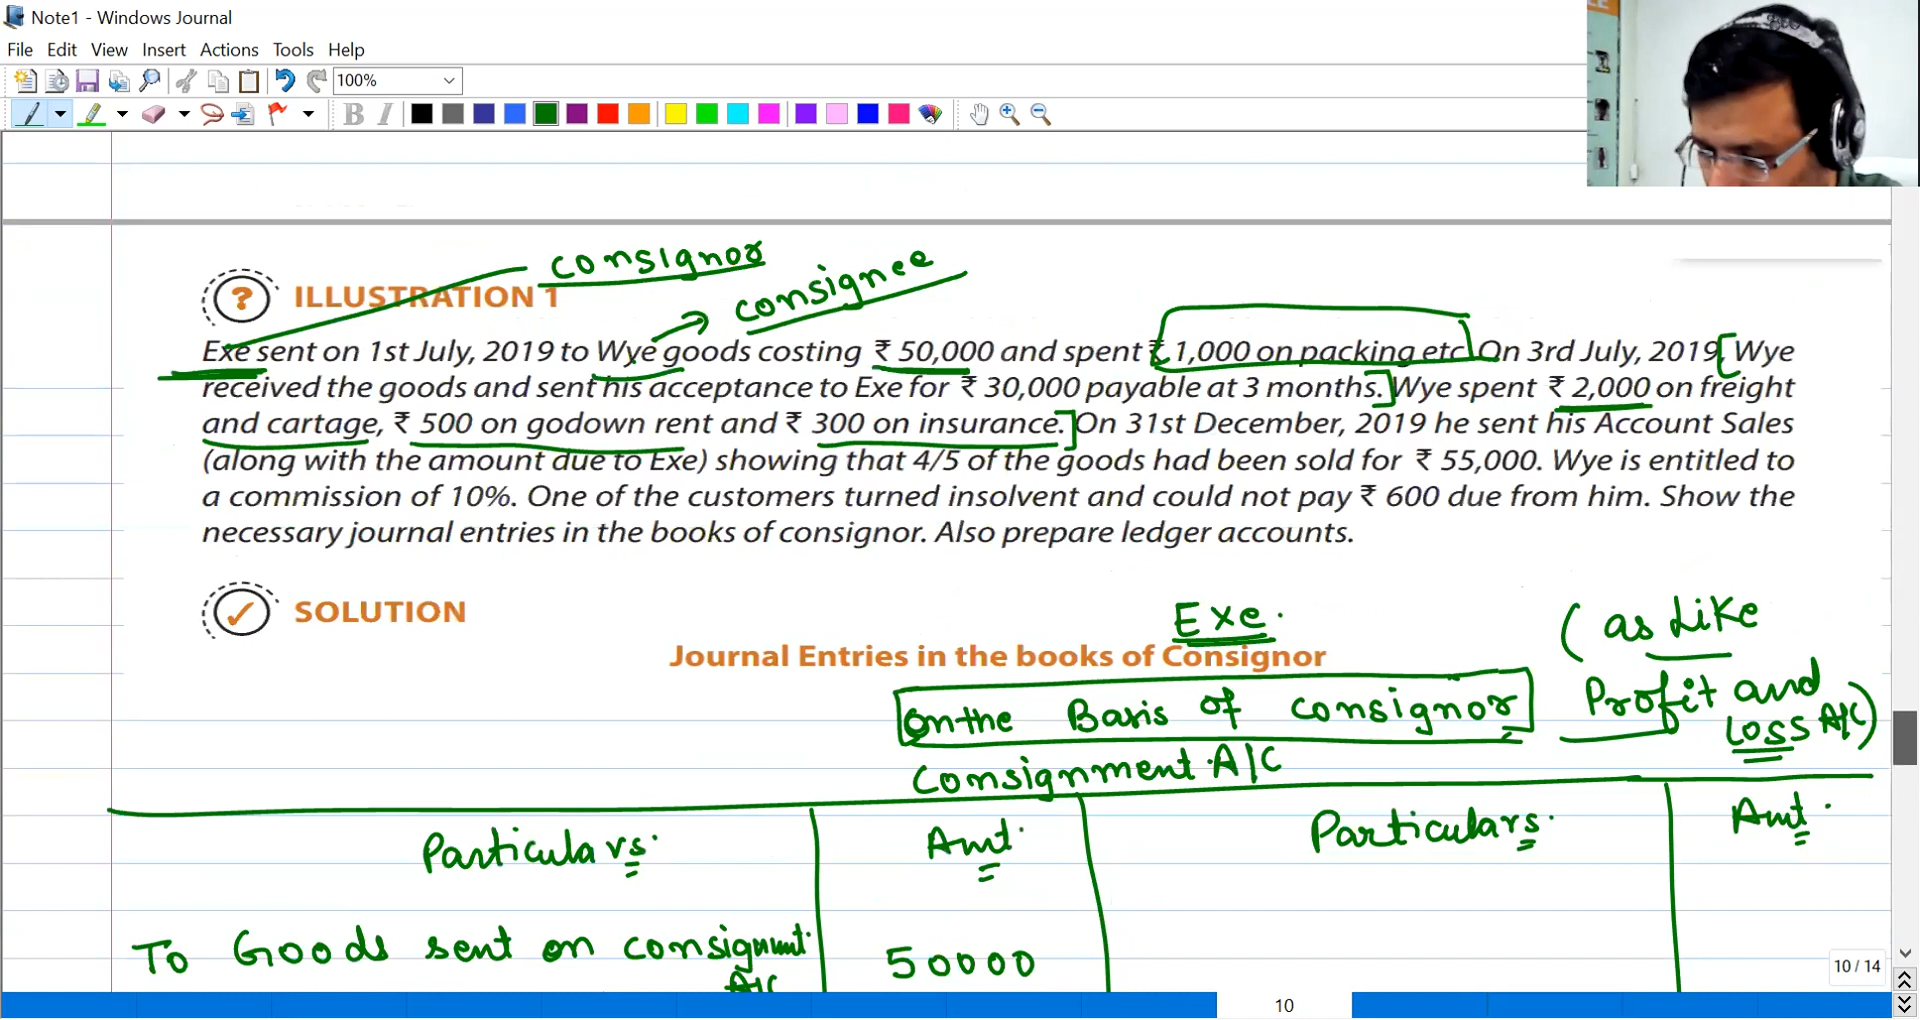 Note1 - Windows Journal
File Edit View Insert Actions Tools Help
100%
B I
consignor
consignee
? ILLUSTRATION 1
Exe sent on 1st July, 2019 to Wye goods costing ₹ 50,000 and spent ₹ 1,000 on packing etc. On 3rd July, 2019, Wye
received the goods and sent his acceptance to Exe for ₹ 30,000 payable at 3 months. Wye spent ₹ 2,000 on freight
and cartage, ₹ 500 on godown rent and ₹ 300 on insurance. On 31st December, 2019 he sent his Account Sales
(along with the amount due to Exe) showing that 4/5 of the goods had been sold for ₹ 55,000. Wye is entitled to
a commission of 10%. One of the customers turned insolvent and could not pay ₹ 600 due from him. Show the
necessary journal entries in the books of consignor. Also prepare ledger accounts.
SOLUTION
Exe.
Journal Entries in the books of Consignor
(as Like
Profit and
Loss A/C)
on the Basis of consignor
Consignment A/C
Particulars Amt. Particulars. Amt.
To Goods sent on consignment 50000
A/C
10 / 14
10